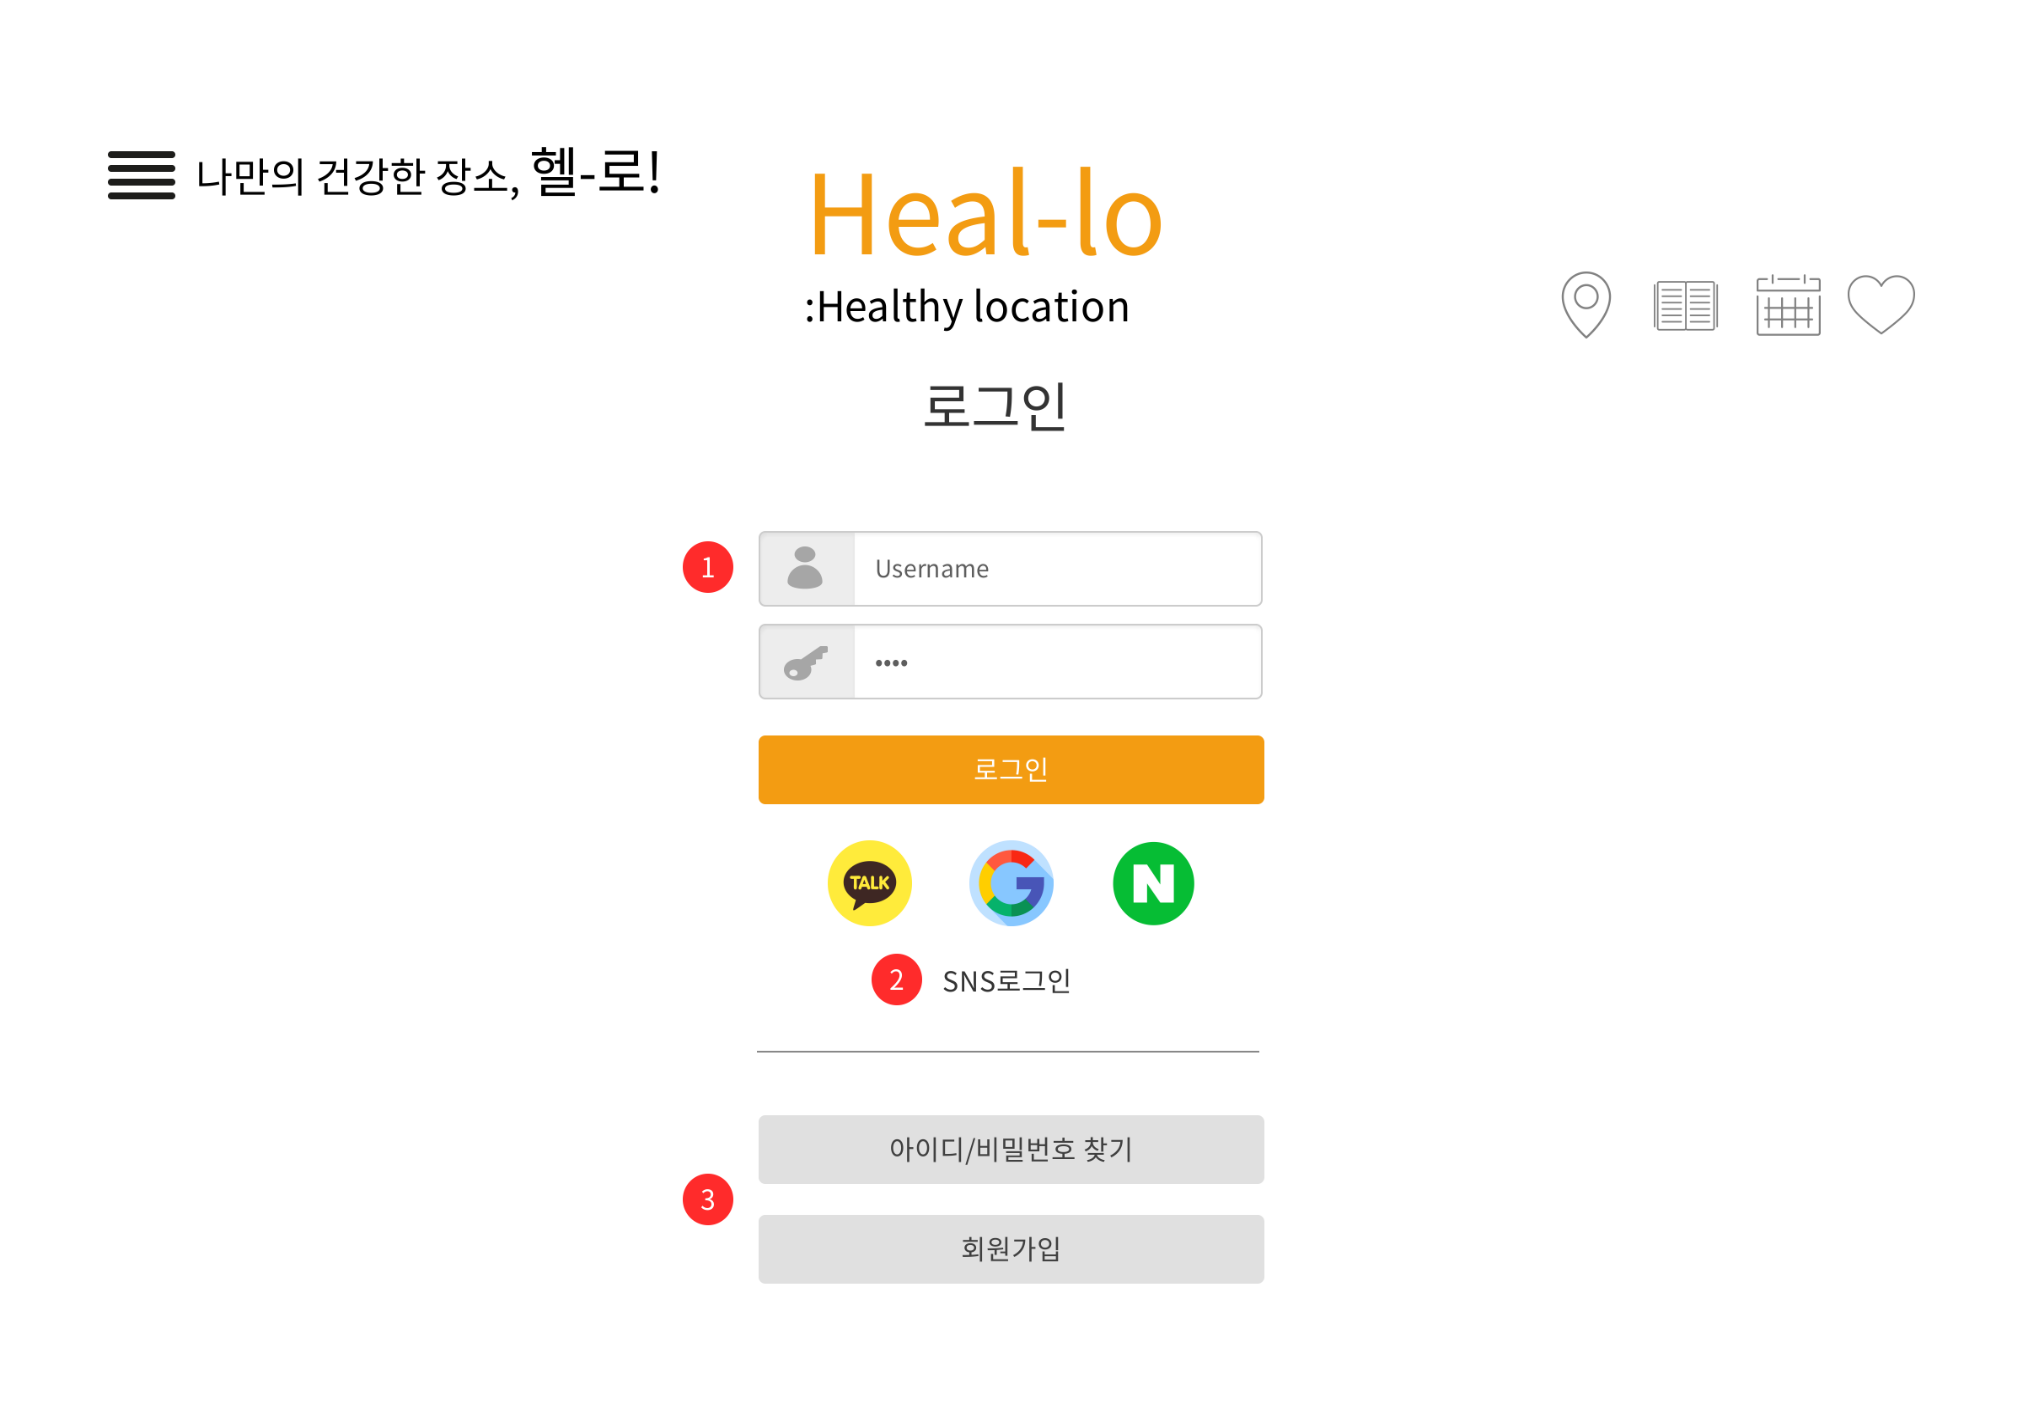 나만의 건강한 장소, 헬-로!
Heal-lo
:Healthy location
로그인
1
Username
••••
로그인
TALK
G
N
2 SNS로그인
아이디/비밀번호 찾기
3
회원가입